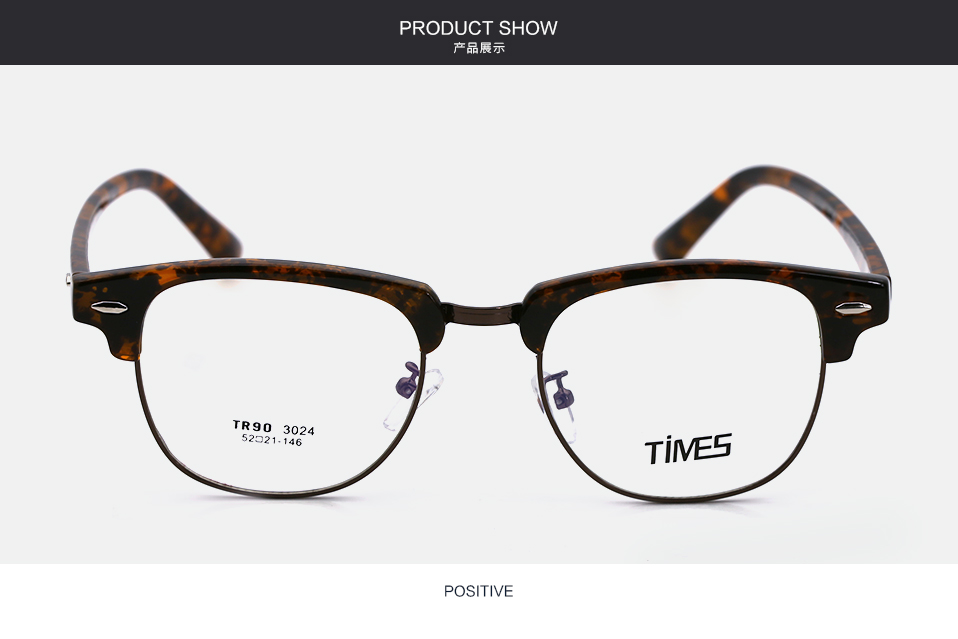 PRODUCT SHOW
产品展示
TR90 3024
52□21-146
TiMES
POSITIVE